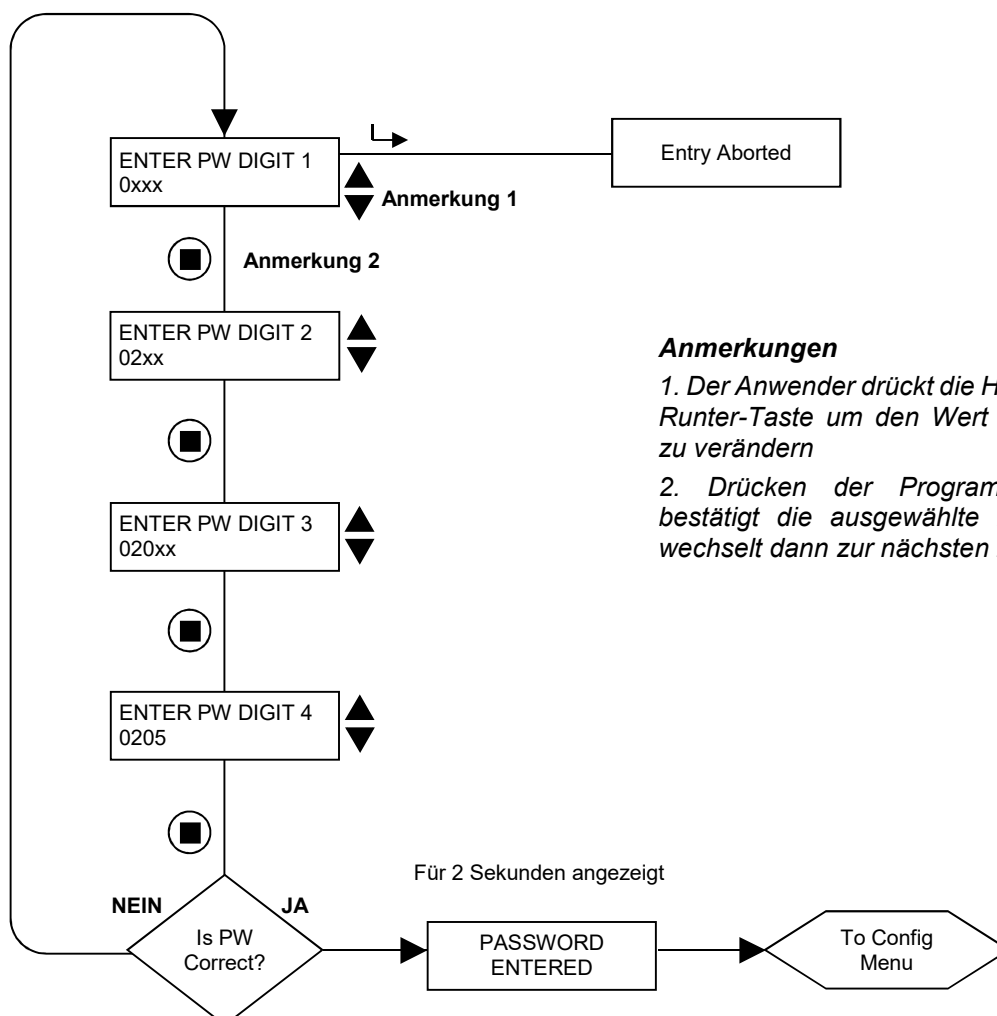 ENTER PW DIGIT 1
0xxx
Entry Aborted
Anmerkung 1
Anmerkung 2
ENTER PW DIGIT 2
02xx
Anmerkungen
1. Der Anwender drückt die
Runter-Taste um den Wert
zu verändern
2. Drücken der
bestätigt die ausgewählte
wechselt dann zur nächsten
ENTER PW DIGIT 3
020xx
ENTER PW DIGIT 4
0205
Für 2 Sekunden angezeigt
NEIN
JA
Is PW
Correct?
PASSWORD
ENTERED
To Config
Menu